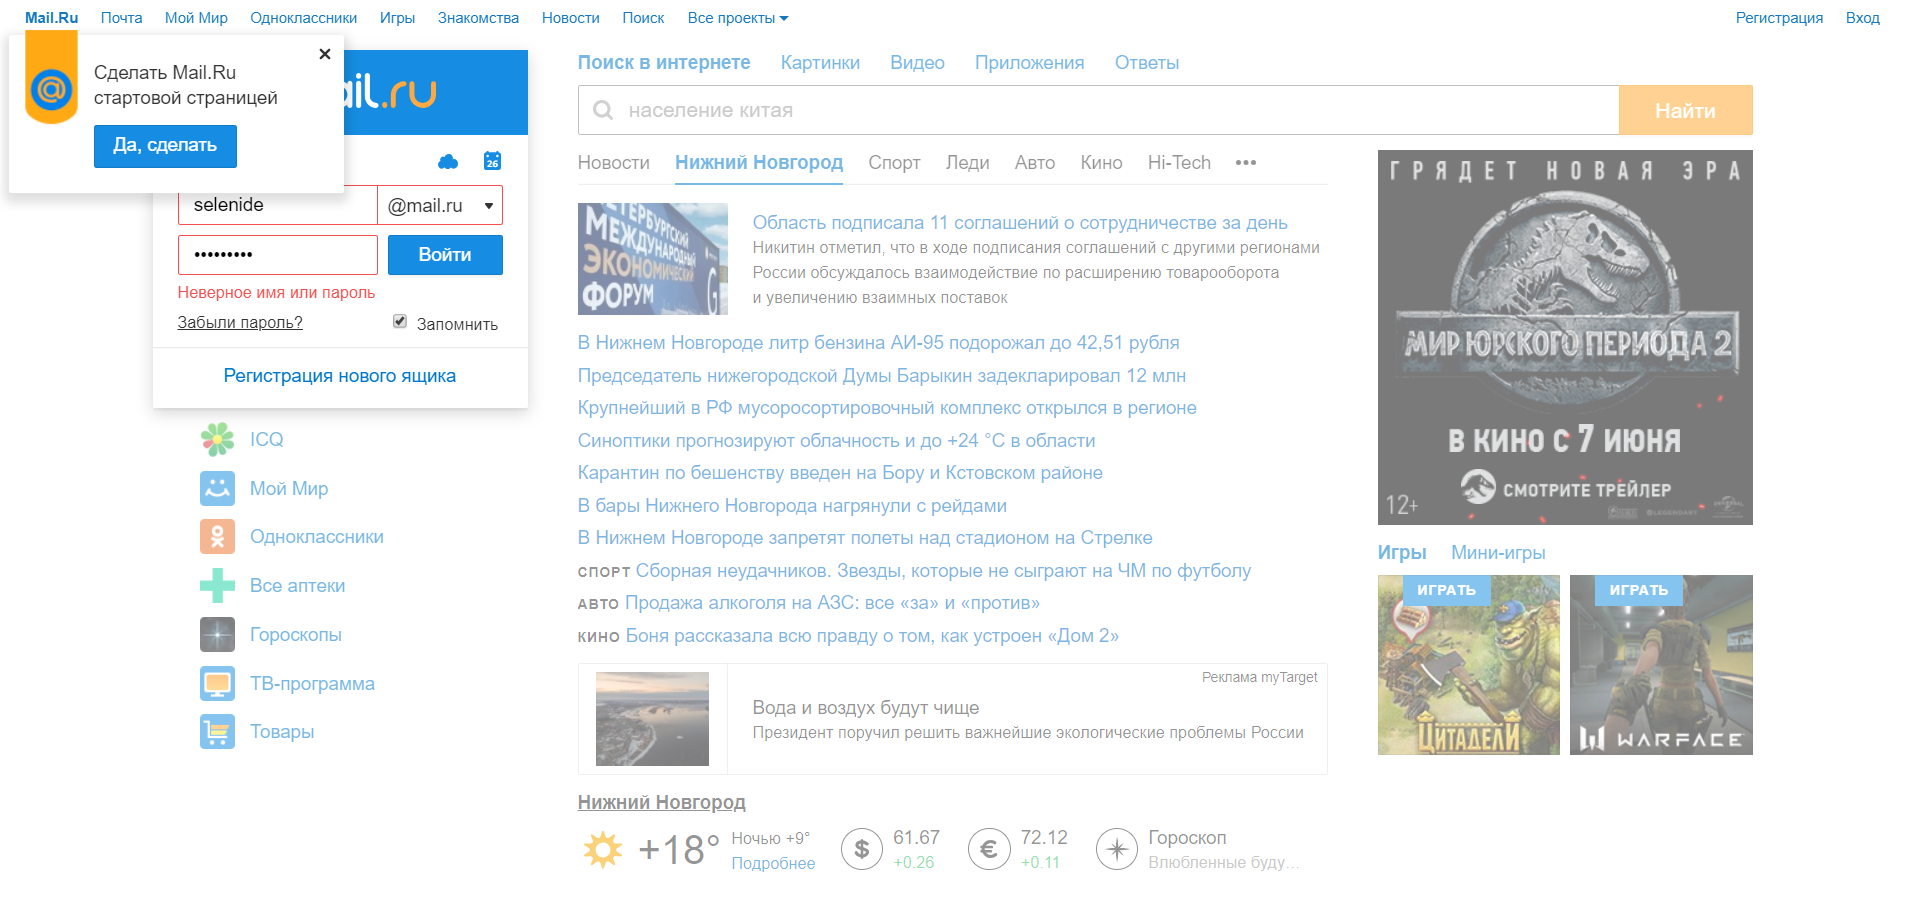 Mail.Ru Почта Мой Мир Одноклассники Игры Знакомства Новости Поиск Все проекты Регистрация Вход
Сделать Mail.Ru
стартовой страницей
Да, сделать
ail.ru
26
selenide @mail.ru
••••••••• Войти
Неверное имя или пароль
Забыли пароль? Запомнить
Регистрация нового ящика
ICQ
Мой Мир
Одноклассники
Все аптеки
Гороскопы
ТВ-программа
Товары
Поиск в интернете Картинки Видео Приложения Ответы
население китая Найти
Новости Нижний Новгород Спорт Леди Авто Кино Hi-Tech •••
ПЕТЕРБУРГСКИЙ
МЕЖДУНАРОДНЫЙ
ЭКОНОМИЧЕСКИЙ
ФОРУМ
Область подписала 11 соглашений о сотрудничестве за день
Никитин отметил, что в ходе подписания соглашений с другими регионами
России обсуждалось взаимодействие по расширению товарооборота
и увеличению взаимных поставок
В Нижнем Новгороде литр бензина АИ-95 подорожал до 42,51 рубля
Председатель нижегородской Думы Барыкин задекларировал 12 млн
Крупнейший в РФ мусоросортировочный комплекс открылся в регионе
Синоптики прогнозируют облачность и до +24 °C в области
Карантин по бешенству введен на Бору и Кстовском районе
В бары Нижнего Новгорода нагрянули с рейдами
В Нижнем Новгороде запретят полеты над стадионом на Стрелке
СПОРТ Сборная неудачников. Звезды, которые не сыграют на ЧМ по футболу
АВТО Продажа алкоголя на АЗС: все «за» и «против»
КИНО Боня рассказала всю правду о том, как устроен «Дом 2»
Реклама myTarget
Вода и воздух будут чище
Президент поручил решить важнейшие экологические проблемы России
Нижний Новгород
+18° Ночью +9°
Подробнее
$ 61.67
+0.26
€ 72.12
+0.11
Гороскоп
Влюбленные буду...
ГРЯДЕТ НОВАЯ ЭРА
МИР ЮРСКОГО ПЕРИОДА 2
В КИНО С 7 ИЮНЯ
СМОТРИТЕ ТРЕЙЛЕР
12+
Игры Мини-игры
ИГРАТЬ
ЦИТАДЕЛИ
ИГРАТЬ
WARFACE